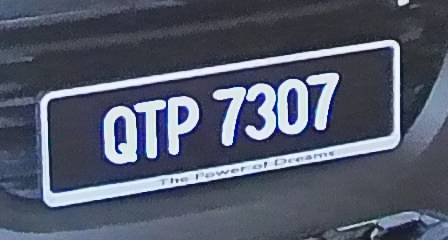 QTP 7307
The Power of Dreams